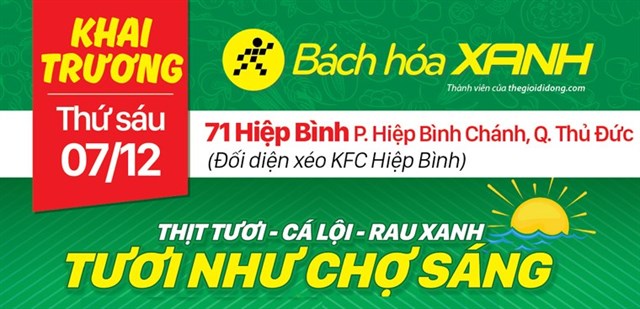 KHAI
TRƯƠNG
Thứ sáu
07/12
Bách hóa XANH
Thành viên của thegioididong.com
71 Hiệp Bình P. Hiệp Bình Chánh, Q. Thủ Đức
(Đối diện xéo KFC Hiệp Bình)
THỊT TƯƠI - CÁ LỘI - RAU XANH
TƯƠI NHƯ CHỢ SÁNG